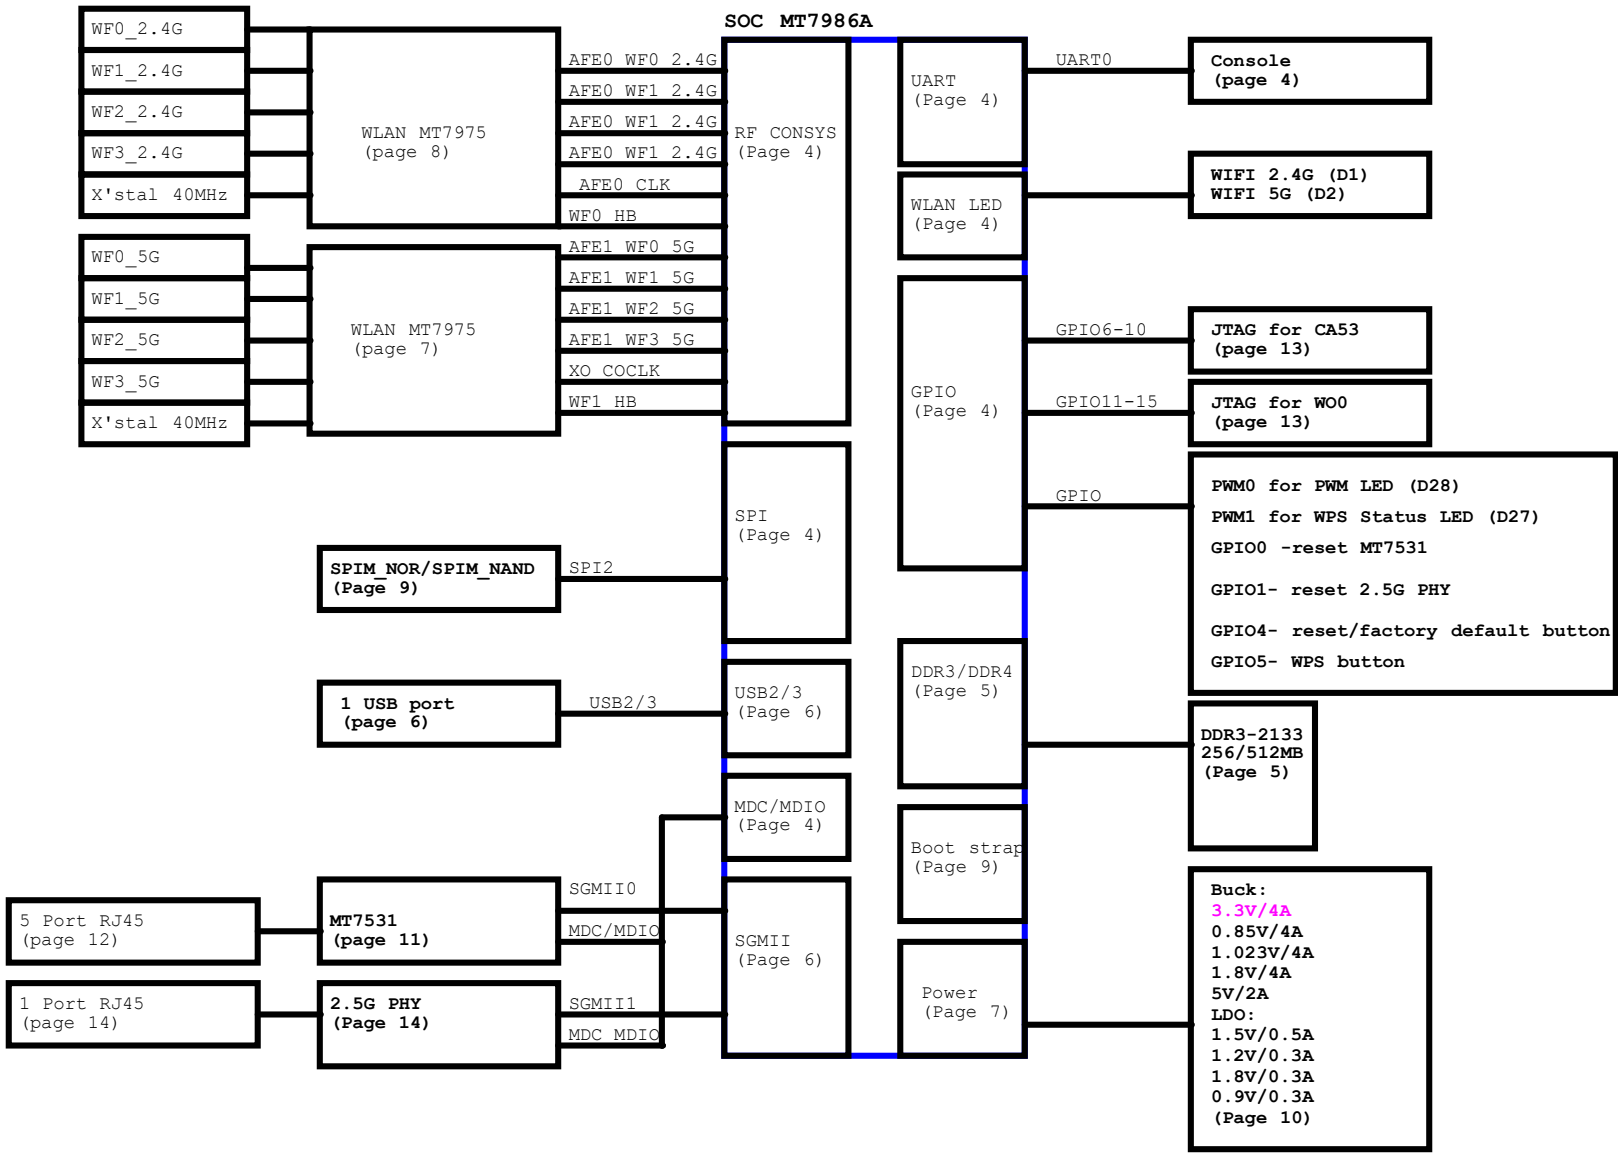 SOC MT7986A
WF0_2.4G
WF1_2.4G
WF2_2.4G
WF3_2.4G
X'stal 40MHz
WLAN MT7975
(page 8)
AFE0 WF0 2.4G
AFE0 WF1 2.4G
AFE0 WF1 2.4G
AFE0 WF1 2.4G
AFE0 CLK
WF0 HB
RF CONSYS
(Page 4)
WF0_5G
WF1_5G
WF2_5G
WF3_5G
X'stal 40MHz
WLAN MT7975
(page 7)
AFE1 WF0 5G
AFE1 WF1 5G
AFE1 WF2 5G
AFE1 WF3 5G
XO COCLK
WF1 HB
SPIM_NOR/SPIM_NAND
(Page 9)
SPI2
SPI
(Page 4)
1 USB port
(page 6)
USB2/3
USB2/3
(Page 6)
MDC/MDIO
(Page 4)
5 Port RJ45
(page 12)
MT7531
(page 11)
SGMII0
MDC/MDIO
SGMII
(Page 6)
1 Port RJ45
(page 14)
2.5G PHY
(Page 14)
SGMII1
MDC MDIO
UART
(Page 4)
UART0
Console
(page 4)
WLAN LED
(Page 4)
WIFI 2.4G (D1)
WIFI 5G (D2)
GPIO
(Page 4)
GPIO6-10
JTAG for CA53
(page 13)
GPIO11-15
JTAG for WO0
(page 13)
GPIO
PWM0 for PWM LED (D28)
PWM1 for WPS Status LED (D27)
GPIO0 -reset MT7531
GPIO1- reset 2.5G PHY
GPIO4- reset/factory default button
GPIO5- WPS button
DDR3/DDR4
(Page 5)
DDR3-2133
256/512MB
(Page 5)
Boot strap
(Page 9)
Power
(Page 7)
Buck:
3.3V/4A
0.85V/4A
1.023V/4A
1.8V/4A
5V/2A
LDO:
1.5V/0.5A
1.2V/0.3A
1.8V/0.3A
0.9V/0.3A
(Page 10)